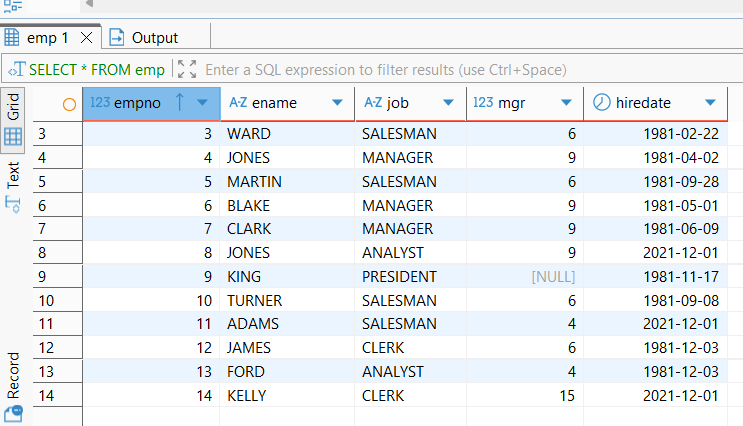 emp 1 Output
SELECT * FROM emp Enter a SQL expression to filter results (use Ctrl+Space)
Grid
Text
Record
123 empno A-Z ename A-Z job 123 mgr hiredate
3 3 WARD SALESMAN 6 1981-02-22
4 4 JONES MANAGER 9 1981-04-02
5 5 MARTIN SALESMAN 6 1981-09-28
6 6 BLAKE MANAGER 9 1981-05-01
7 7 CLARK MANAGER 9 1981-06-09
8 8 JONES ANALYST 9 2021-12-01
9 9 KING PRESIDENT [NULL] 1981-11-17
10 10 TURNER SALESMAN 6 1981-09-08
11 11 ADAMS SALESMAN 4 2021-12-01
12 12 JAMES CLERK 6 1981-12-03
13 13 FORD ANALYST 4 1981-12-03
14 14 KELLY CLERK 15 2021-12-01